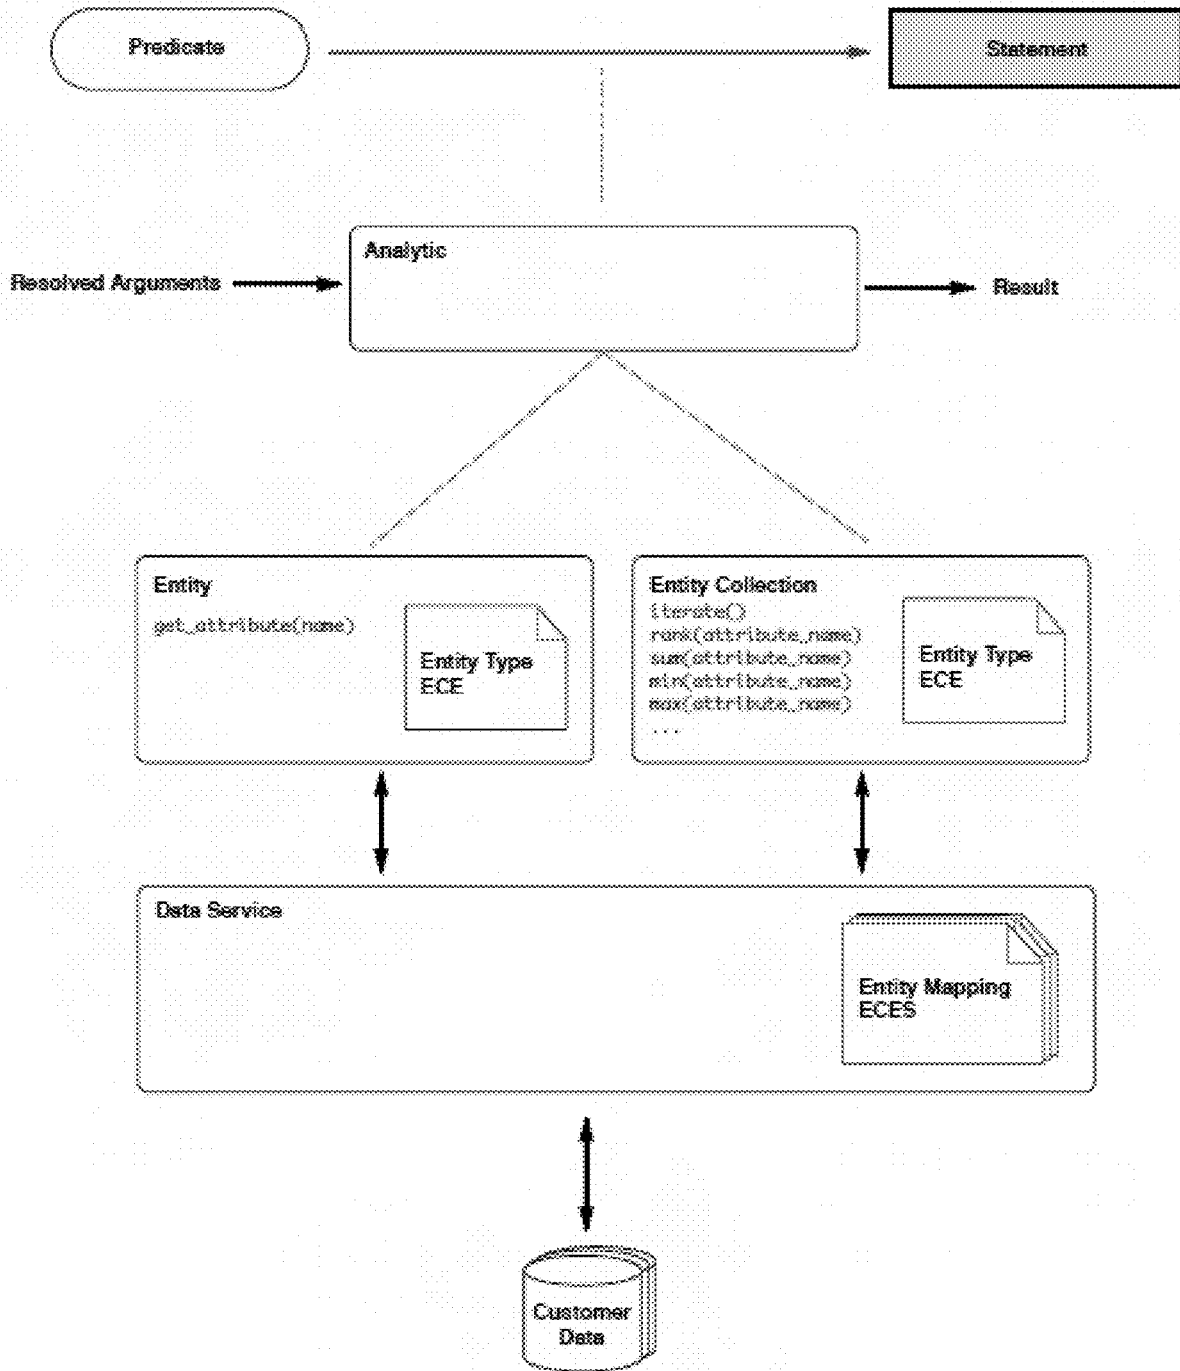 Predicate
Statement
Analytic
Resolved Arguments
Result
Entity
get_attribute(name)
Entity Type
ECE
Entity Collection
iterate()
rank(attribute_name)
sum(attribute_name)
min(attribute_name)
max(attribute_name)
...
Entity Type
ECE
Data Service
Entity Mapping
ECES
Customer
Data